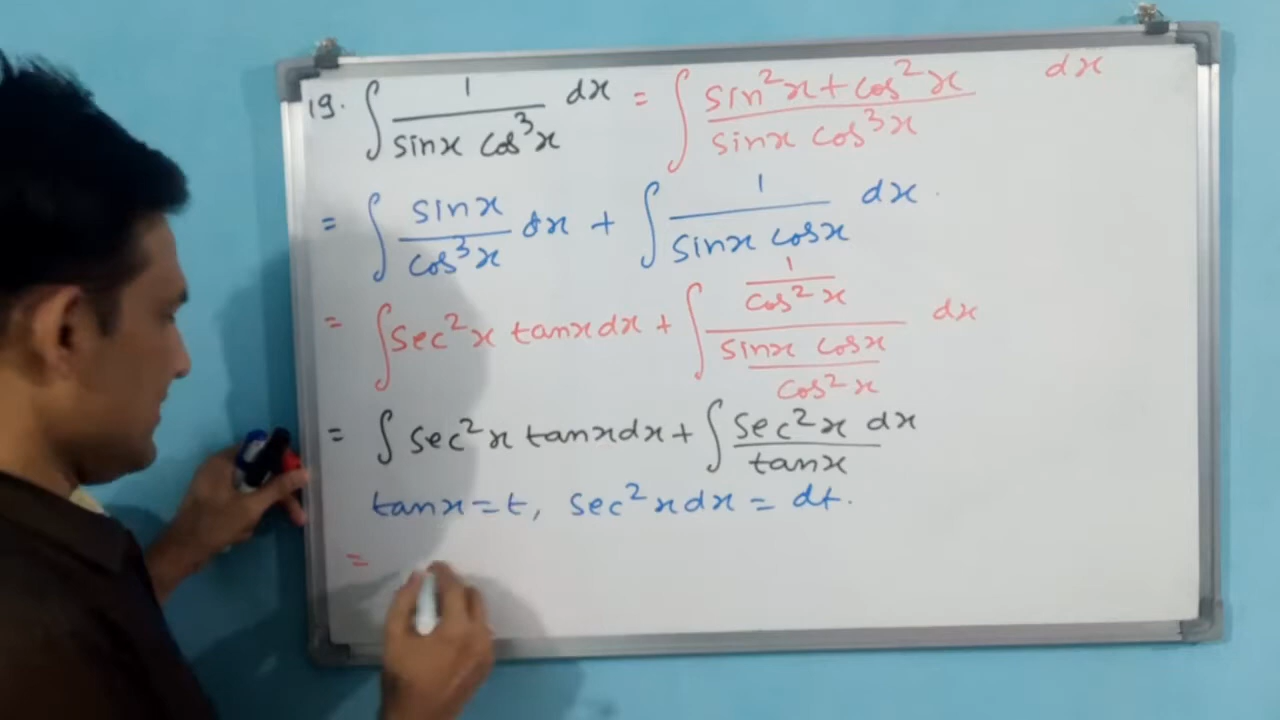 19. ∫ 1/(sinx cos³x) dx = ∫ (sin²x+cos²x)/(sinx cos³x) dx
= ∫ sinx/cos³x dx + ∫ 1/(sinx cosx) dx.
= ∫ sec²x tanx dx + ∫ (1/cos²x)/(sinx cosx/cos²x) dx
= ∫ sec²x tanx dx + ∫ sec²x dx/tanx
tanx = t, sec²x dx = dt.
=